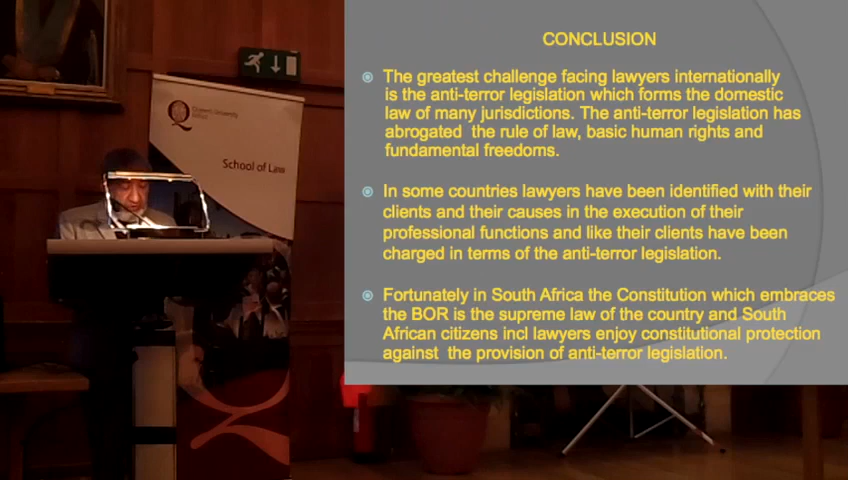 CONCLUSION
The greatest challenge facing lawyers internationally
is the anti-terror legislation which forms the domestic
law of many jurisdictions. The anti-terror legislation has
abrogated the rule of law, basic human rights and
fundamental freedoms.
In some countries lawyers have been identified with their
clients and their causes in the execution of their
professional functions and like their clients have been
charged in terms of the anti-terror legislation.
Fortunately in South Africa the Constitution which embraces
the BOR is the supreme law of the country and South
African citizens incl lawyers enjoy constitutional protection
against the provision of anti-terror legislation.
Queen's University
Belfast
School of Law